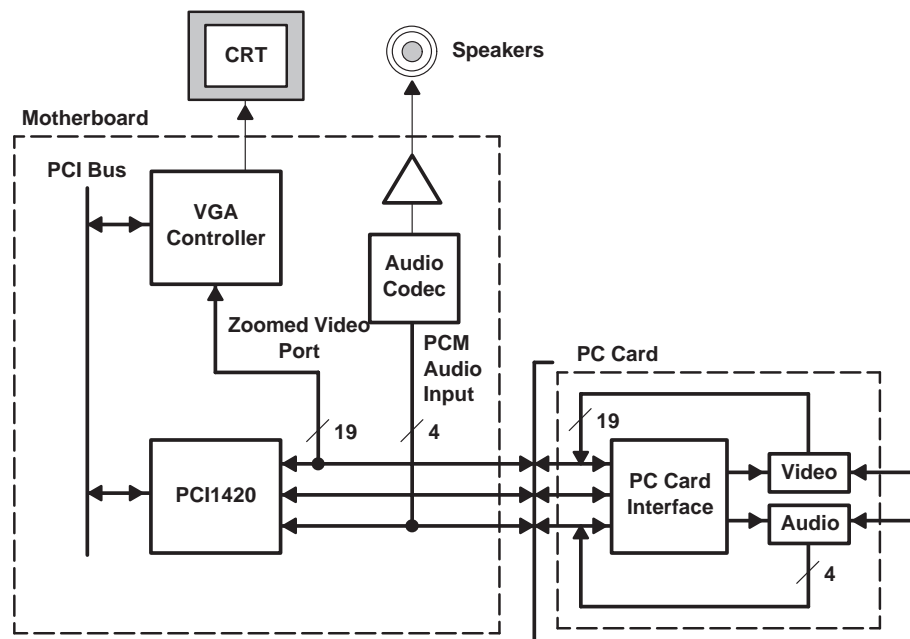 CRT
Speakers
Motherboard
PCI Bus
VGA
Controller
Audio
Codec
Zoomed Video
Port
PCM
Audio
Input
PC Card
19
4
19
PCI1420
PC Card
Interface
Video
Audio
4